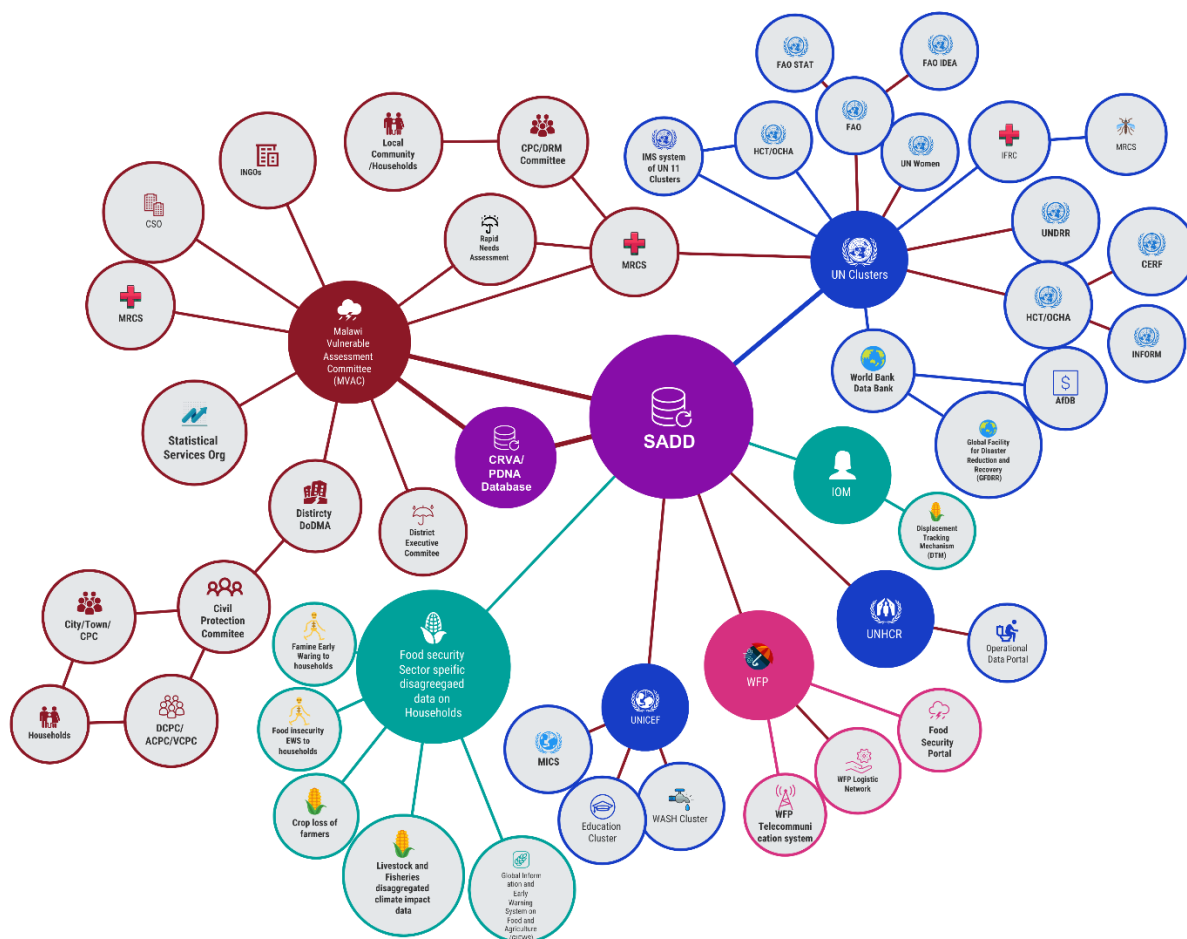 FAO STAT
FAO IDEA
FAO
IMS system
of UN 11
Clusters
HCT/OCHA
UN Women
IFRC
MRCS
Local
Community
/Households
CPC/DRM
Committee
INGOs
CSO
Rapid
Needs
Assessment
MRCS
UN Clusters
UNDRR
CERF
HCT/OCHA
INFORM
MRCS
Malawi
Vulnerable
Assessment
Committee
(MVAC)
World Bank
Data Bank
$
AfDB
Global Facility
for Disaster
Reduction and
Recovery
(GFDRR)
SADD
Statistical
Services Org
CRVA/
PDNA
Database
IOM
Displacement
Tracking
Mechanism
(DTM)
Distircty
DoDMA
District
Executive
Commitee
City/Town/
CPC
Civil
Protection
Commitee
Households
DCPC/
ACPC/VCPC
Famine Early
Waring to
households
Food insecurity
EWS to
households
Food security
Sector speific
disagreegaed
data on
Households
Crop loss of
farmers
Livestock and
Fisheries
disaggregated
climate impact
data
Global Inform
ation and
Early
Warning
System on
Food and
Agriculture
(GIEWS)
UNICEF
MICS
Education
Cluster
WASH Cluster
WFP
WFP
Telecommuni
cation system
WFP Logistic
Network
Food
Security
Portal
UNHCR
Operational
Data Portal